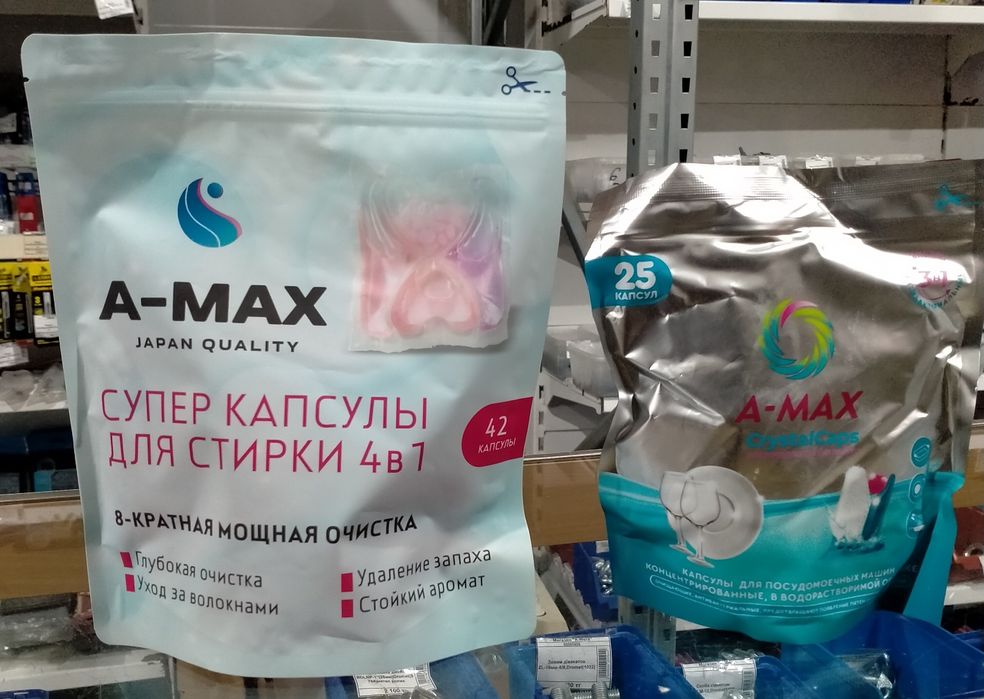 A-MAX
JAPAN QUALITY
СУПЕР КАПСУЛЫ
ДЛЯ СТИРКИ 4в1
42
КАПСУЛЫ
8-КРАТНАЯ МОЩНАЯ ОЧИСТКА
Глубокая очистка
Уход за волокнами
Удаление запаха
Стойкий аромат
25
КАПСУЛ
A-MAX
CrystalCaps
КАПСУЛЫ ДЛЯ ПОСУДОМОЕЧНЫХ МАШИН
КОНЦЕНТРИРОВАННЫЕ, В ВОДОРАСТВОРИМОЙ